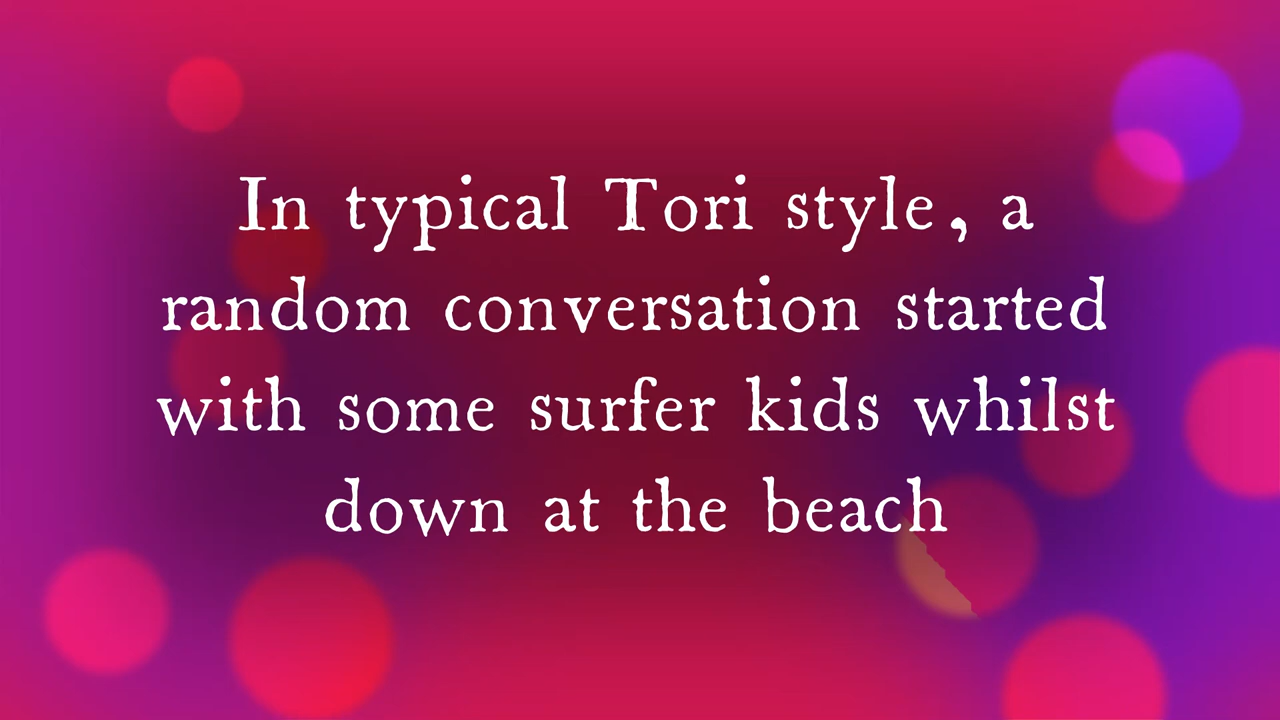 In typical Tori style, a
random conversation started
with some surfer kids whilst
down at the beach